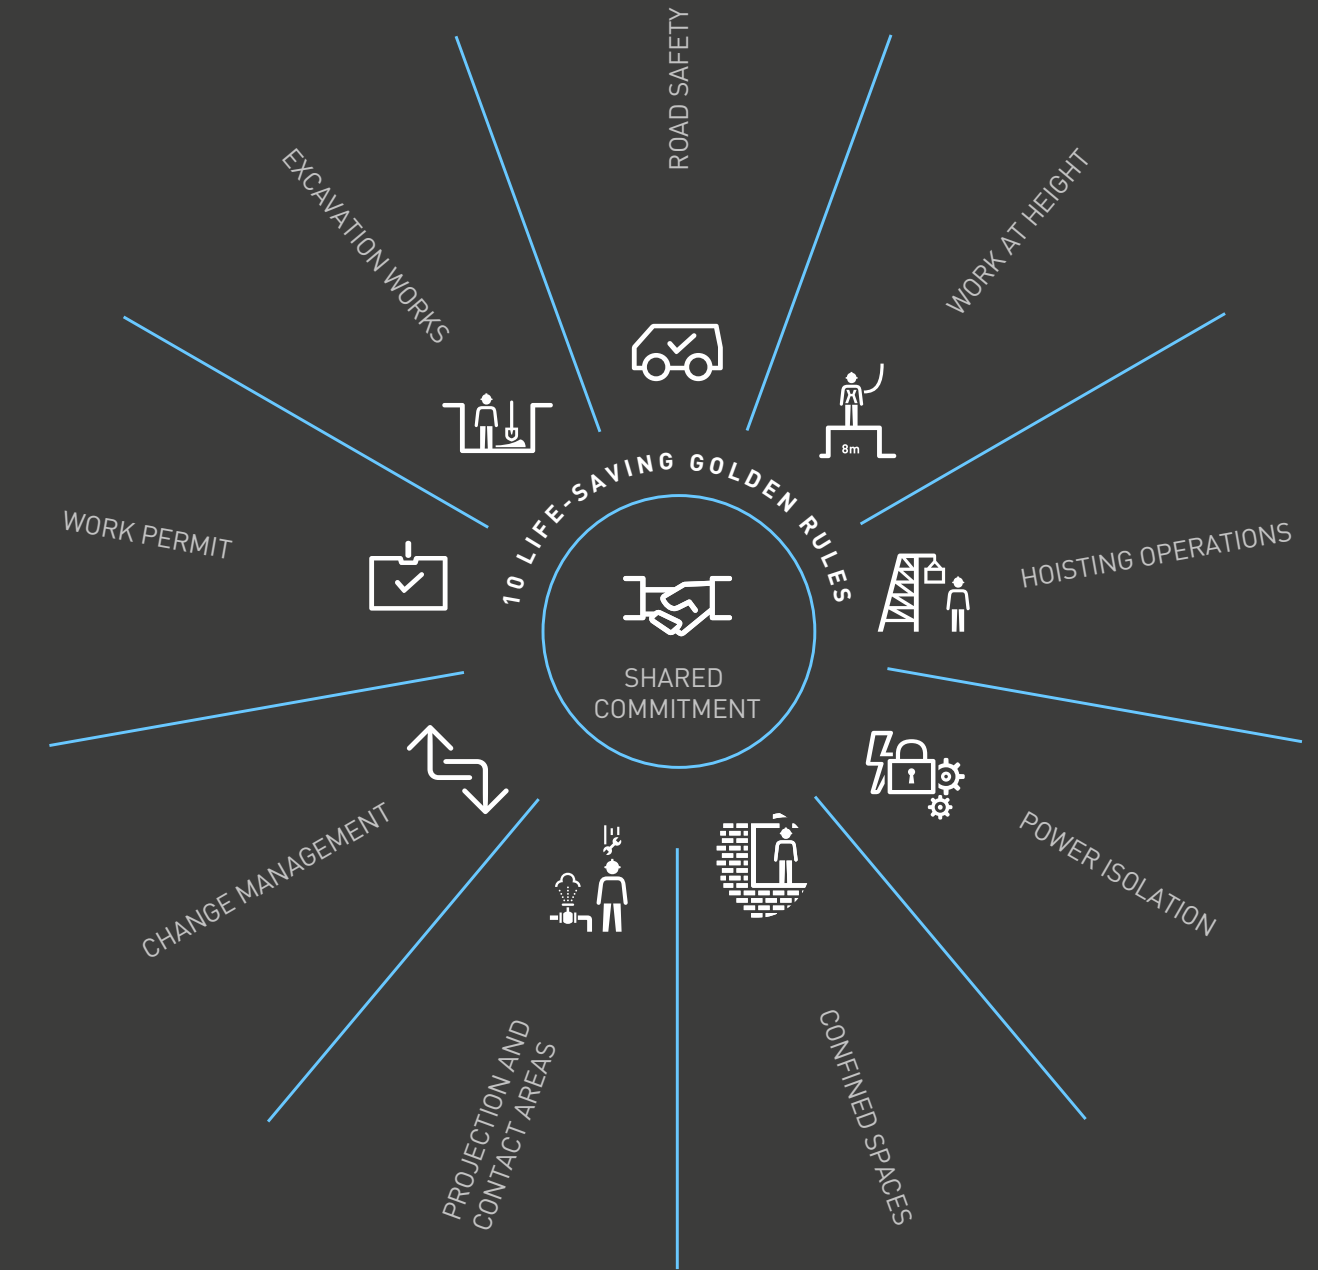 10 LIFE-SAVING GOLDEN RULES
SHARED
COMMITMENT
ROAD SAFETY
WORK AT HEIGHT
8m
HOISTING OPERATIONS
POWER ISOLATION
CONFINED SPACES
PROJECTION AND
CONTACT AREAS
CHANGE MANAGEMENT
WORK PERMIT
EXCAVATION WORKS